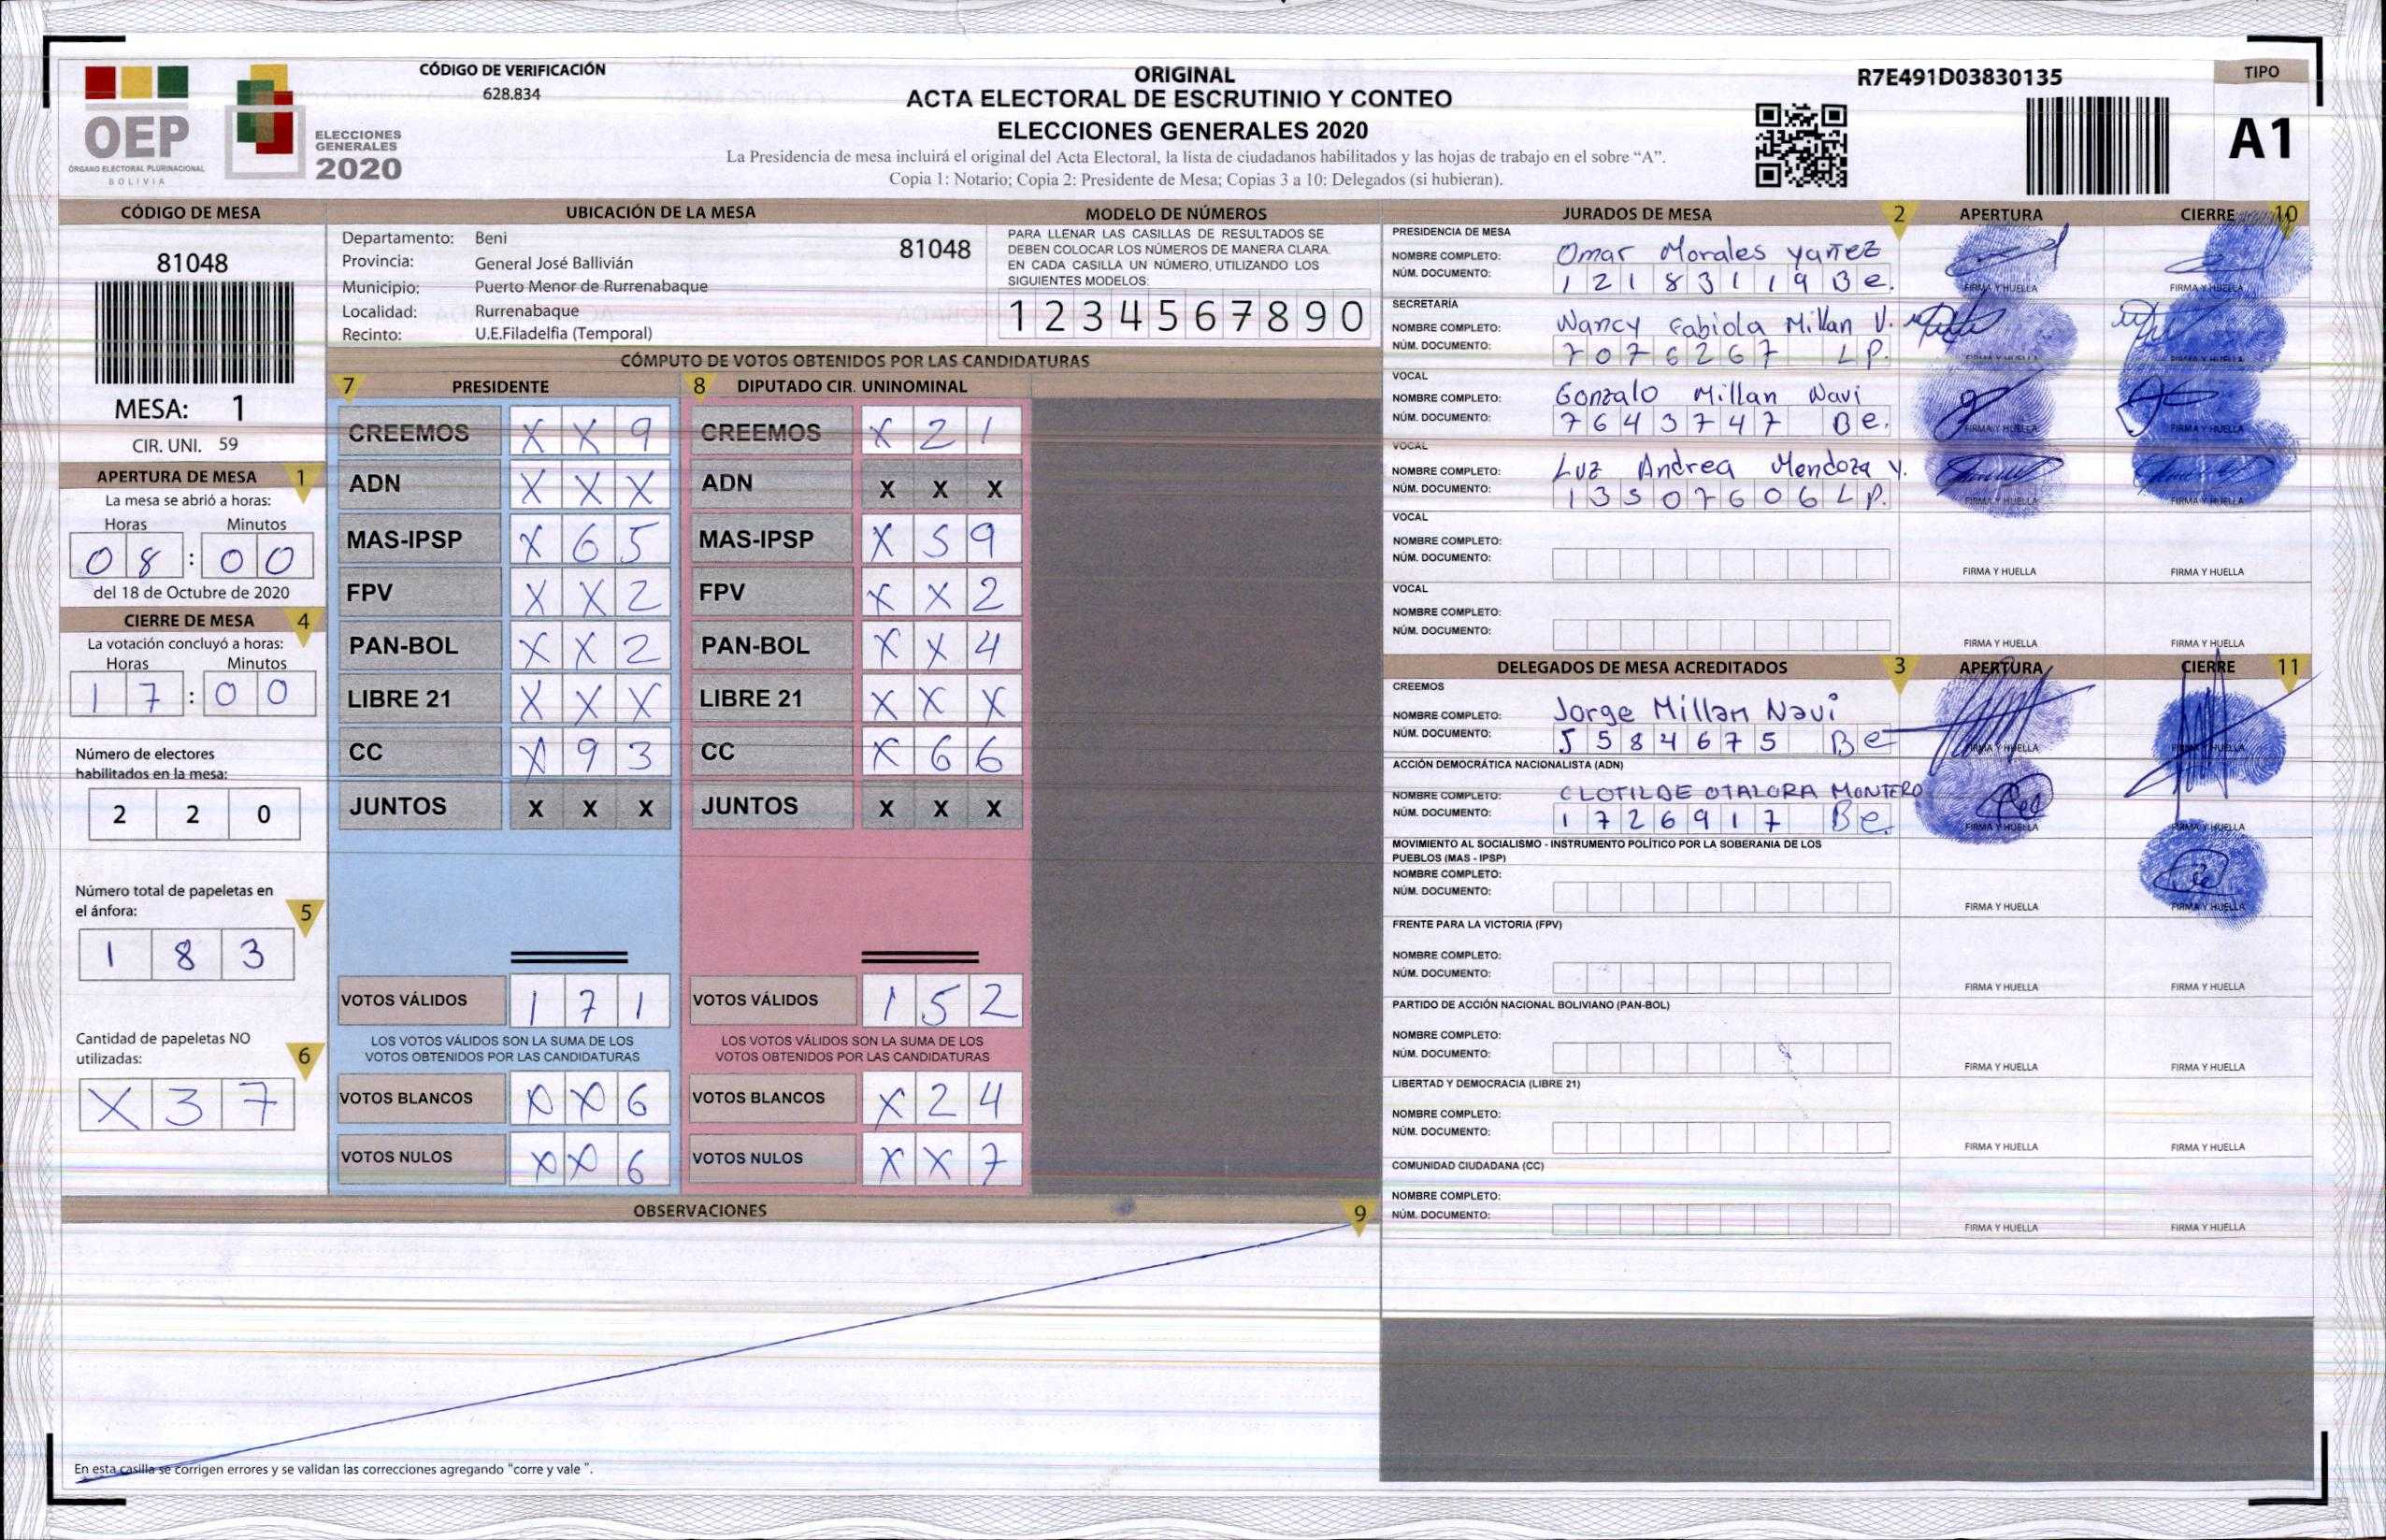 CÓDIGO DE VERIFICACIÓN
628.834
ORIGINAL
ACTA ELECTORAL DE ESCRUTINIO Y CONTEO
ELECCIONES GENERALES 2020
La Presidencia de mesa incluirá el original del Acta Electoral, la lista de ciudadanos habilitados y las hojas de trabajo en el sobre “A”.
Copia 1: Notario; Copia 2: Presidente de Mesa; Copias 3 a 10: Delegados (si hubieran).
R7E491D03830135
TIPO
A1
OEP
ÓRGANO ELECTORAL PLURINACIONAL
BOLIVIA
ELECCIONES
GENERALES
2020
CÓDIGO DE MESA
81048
MESA: 1
CIR. UNI. 59
APERTURA DE MESA 1
La mesa se abrió a horas:
Horas Minutos
08 : 00
del 18 de Octubre de 2020
CIERRE DE MESA 4
La votación concluyó a horas:
Horas Minutos
17 : 00
Número de electores
habilitados en la mesa:
2 2 0
Número total de papeletas en
el ánfora: 5
1 8 3
Cantidad de papeletas NO
utilizadas: 6
X 3 7
UBICACIÓN DE LA MESA
Departamento: Beni 81048
Provincia: General José Ballivián
Municipio: Puerto Menor de Rurrenabaque
Localidad: Rurrenabaque
Recinto: U.E.Filadelfia (Temporal)
MODELO DE NÚMEROS
PARA LLENAR LAS CASILLAS DE RESULTADOS SE
DEBEN COLOCAR LOS NÚMEROS DE MANERA CLARA.
EN CADA CASILLA UN NÚMERO, UTILIZANDO LOS
SIGUIENTES MODELOS:
1 2 3 4 5 6 7 8 9 0
CÓMPUTO DE VOTOS OBTENIDOS POR LAS CANDIDATURAS
7 PRESIDENTE 8 DIPUTADO CIR. UNINOMINAL
CREEMOS X X 9 CREEMOS X 2 1
ADN X X X ADN X X X
MAS-IPSP X 6 5 MAS-IPSP X 5 9
FPV X X 2 FPV X X 2
PAN-BOL X X 2 PAN-BOL X X 4
LIBRE 21 X X X LIBRE 21 X X X
CC X 9 3 CC X 6 6
JUNTOS X X X JUNTOS X X X
VOTOS VÁLIDOS 1 7 1 VOTOS VÁLIDOS 1 5 2
LOS VOTOS VÁLIDOS SON LA SUMA DE LOS LOS VOTOS VÁLIDOS SON LA SUMA DE LOS
VOTOS OBTENIDOS POR LAS CANDIDATURAS VOTOS OBTENIDOS POR LAS CANDIDATURAS
VOTOS BLANCOS X X 6 VOTOS BLANCOS X 2 4
VOTOS NULOS X X 6 VOTOS NULOS X X 7
OBSERVACIONES 9
En esta casilla se corrigen errores y se validan las correcciones agregando “corre y vale ”.
JURADOS DE MESA 2 APERTURA CIERRE 10
PRESIDENCIA DE MESA
NOMBRE COMPLETO: Omar Morales yañez
NÚM. DOCUMENTO: 12183119Be. FIRMA Y HUELLA FIRMA Y HUELLA
SECRETARÍA
NOMBRE COMPLETO: Nancy Fabiola Millan V.
NÚM. DOCUMENTO: 7076267 LP. FIRMA Y HUELLA FIRMA Y HUELLA
VOCAL
NOMBRE COMPLETO: Gonzalo Millan Navi
NÚM. DOCUMENTO: 7643747 Be. FIRMA Y HUELLA FIRMA Y HUELLA
VOCAL
NOMBRE COMPLETO: Luz Andrea Mendoza Y.
NÚM. DOCUMENTO: 13507606LP. FIRMA Y HUELLA FIRMA Y HUELLA
VOCAL
NOMBRE COMPLETO:
NÚM. DOCUMENTO: FIRMA Y HUELLA FIRMA Y HUELLA
VOCAL
NOMBRE COMPLETO:
NÚM. DOCUMENTO: FIRMA Y HUELLA FIRMA Y HUELLA
DELEGADOS DE MESA ACREDITADOS 3 APERTURA CIERRE 11
CREEMOS
NOMBRE COMPLETO: Jorge Millan Navi
NÚM. DOCUMENTO: 5584675 Be FIRMA Y HUELLA FIRMA Y HUELLA
ACCIÓN DEMOCRÁTICA NACIONALISTA (ADN)
NOMBRE COMPLETO: CLOTILDE OTALORA MONTERO
NÚM. DOCUMENTO: 1726917 Be. FIRMA Y HUELLA FIRMA Y HUELLA
MOVIMIENTO AL SOCIALISMO - INSTRUMENTO POLÍTICO POR LA SOBERANIA DE LOS
PUEBLOS (MAS - IPSP)
NOMBRE COMPLETO:
NÚM. DOCUMENTO: FIRMA Y HUELLA FIRMA Y HUELLA
FRENTE PARA LA VICTORIA (FPV)
NOMBRE COMPLETO:
NÚM. DOCUMENTO: FIRMA Y HUELLA FIRMA Y HUELLA
PARTIDO DE ACCIÓN NACIONAL BOLIVIANO (PAN-BOL)
NOMBRE COMPLETO:
NÚM. DOCUMENTO: FIRMA Y HUELLA FIRMA Y HUELLA
LIBERTAD Y DEMOCRACIA (LIBRE 21)
NOMBRE COMPLETO:
NÚM. DOCUMENTO: FIRMA Y HUELLA FIRMA Y HUELLA
COMUNIDAD CIUDADANA (CC)
NOMBRE COMPLETO:
NÚM. DOCUMENTO: FIRMA Y HUELLA FIRMA Y HUELLA